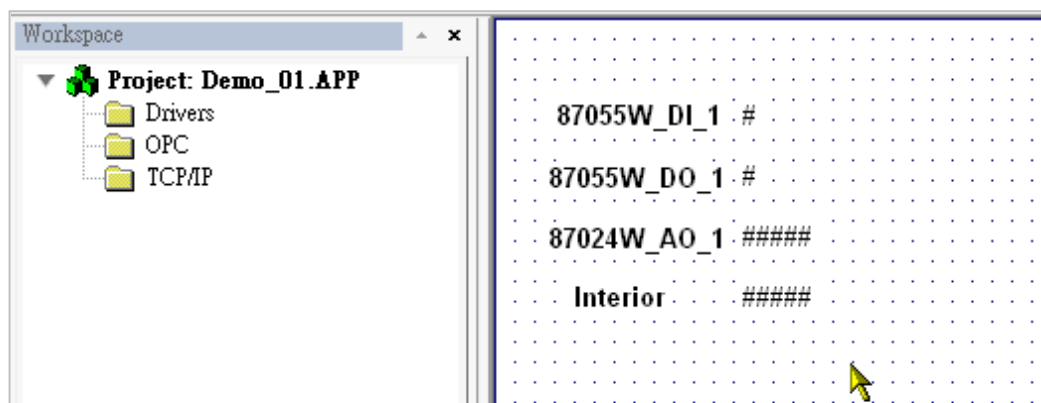 Workspace
Project: Demo_01.APP
Drivers
OPC
TCP/IP
87055W_DI_1 #
87055W_DO_1 #
87024W_AO_1 #####
Interior #####